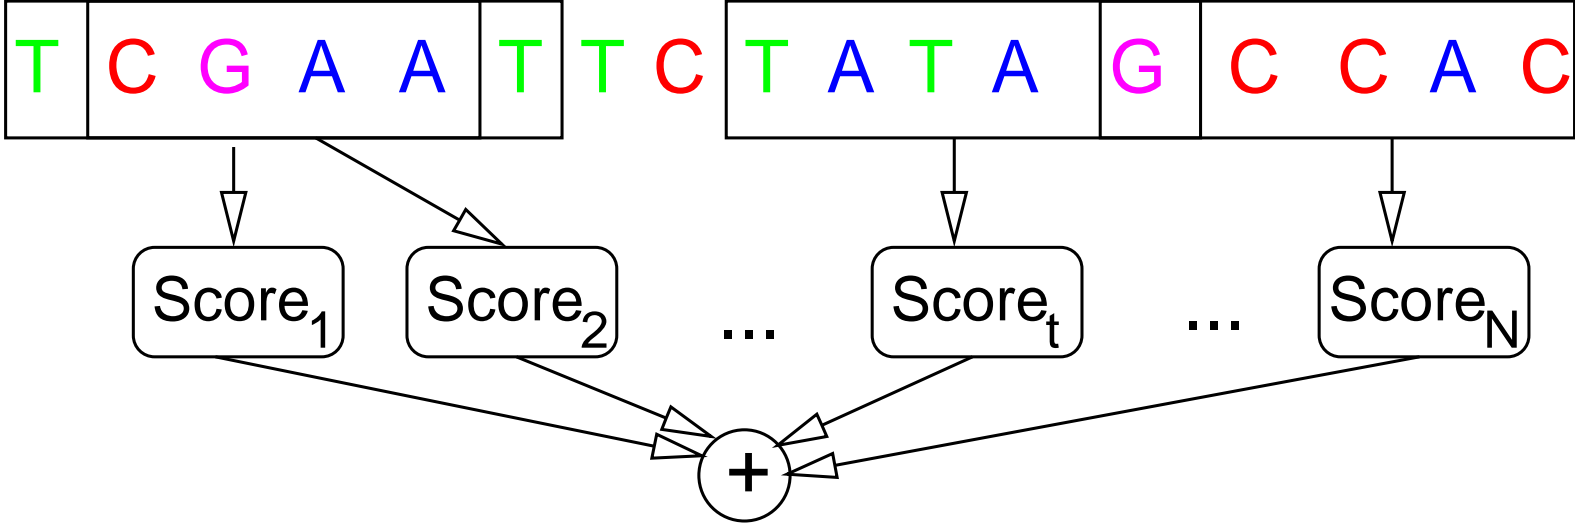 T C G A A T T C T A T A G C C A C
Score1 Score2 ... Scoret ... ScoreN
+